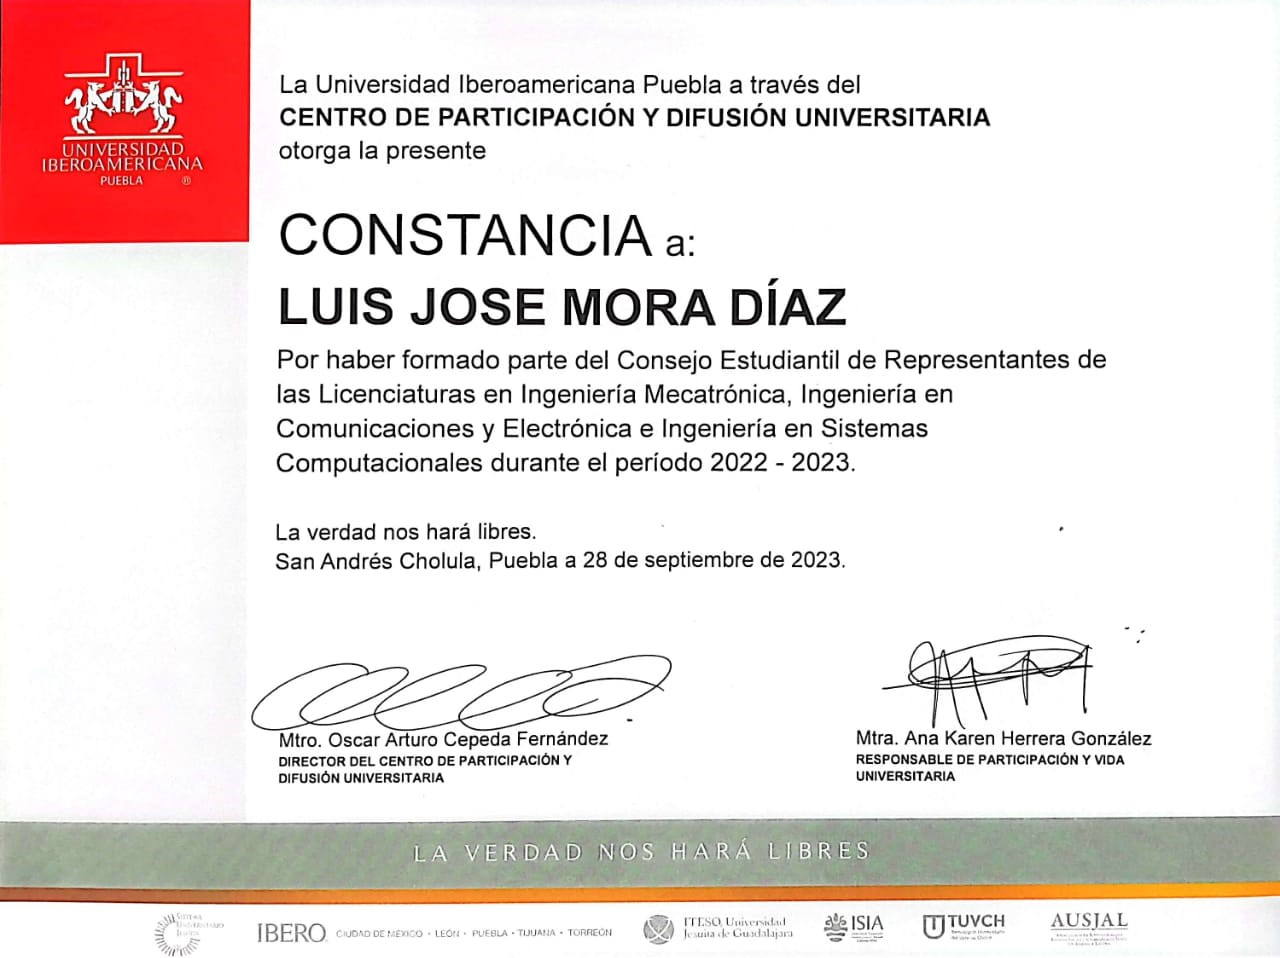 UNIVERSIDAD
IBEROAMERICANA
PUEBLA ®
La Universidad Iberoamericana Puebla a través del
CENTRO DE PARTICIPACIÓN Y DIFUSIÓN UNIVERSITARIA
otorga la presente
CONSTANCIA a:
LUIS JOSE MORA DÍAZ
Por haber formado parte del Consejo Estudiantil de Representantes de
las Licenciaturas en Ingeniería Mecatrónica, Ingeniería en
Comunicaciones y Electrónica e Ingeniería en Sistemas
Computacionales durante el período 2022 - 2023.
La verdad nos hará libres.
San Andrés Cholula, Puebla a 28 de septiembre de 2023.
Mtro. Oscar Arturo Cepeda Fernández
DIRECTOR DEL CENTRO DE PARTICIPACIÓN Y
DIFUSIÓN UNIVERSITARIA
Mtra. Ana Karen Herrera González
RESPONSABLE DE PARTICIPACIÓN Y VIDA
UNIVERSITARIA
LA VERDAD NOS HARÁ LIBRES
SISTEMA
UNIVERSITARIO
JESUITA
IBERO CIUDAD DE MÉXICO • LEÓN • PUEBLA • TIJUANA • TORREÓN
ITESO, Universidad
Jesuita de Guadalajara
ISIA
TUVCH
AUSJAL